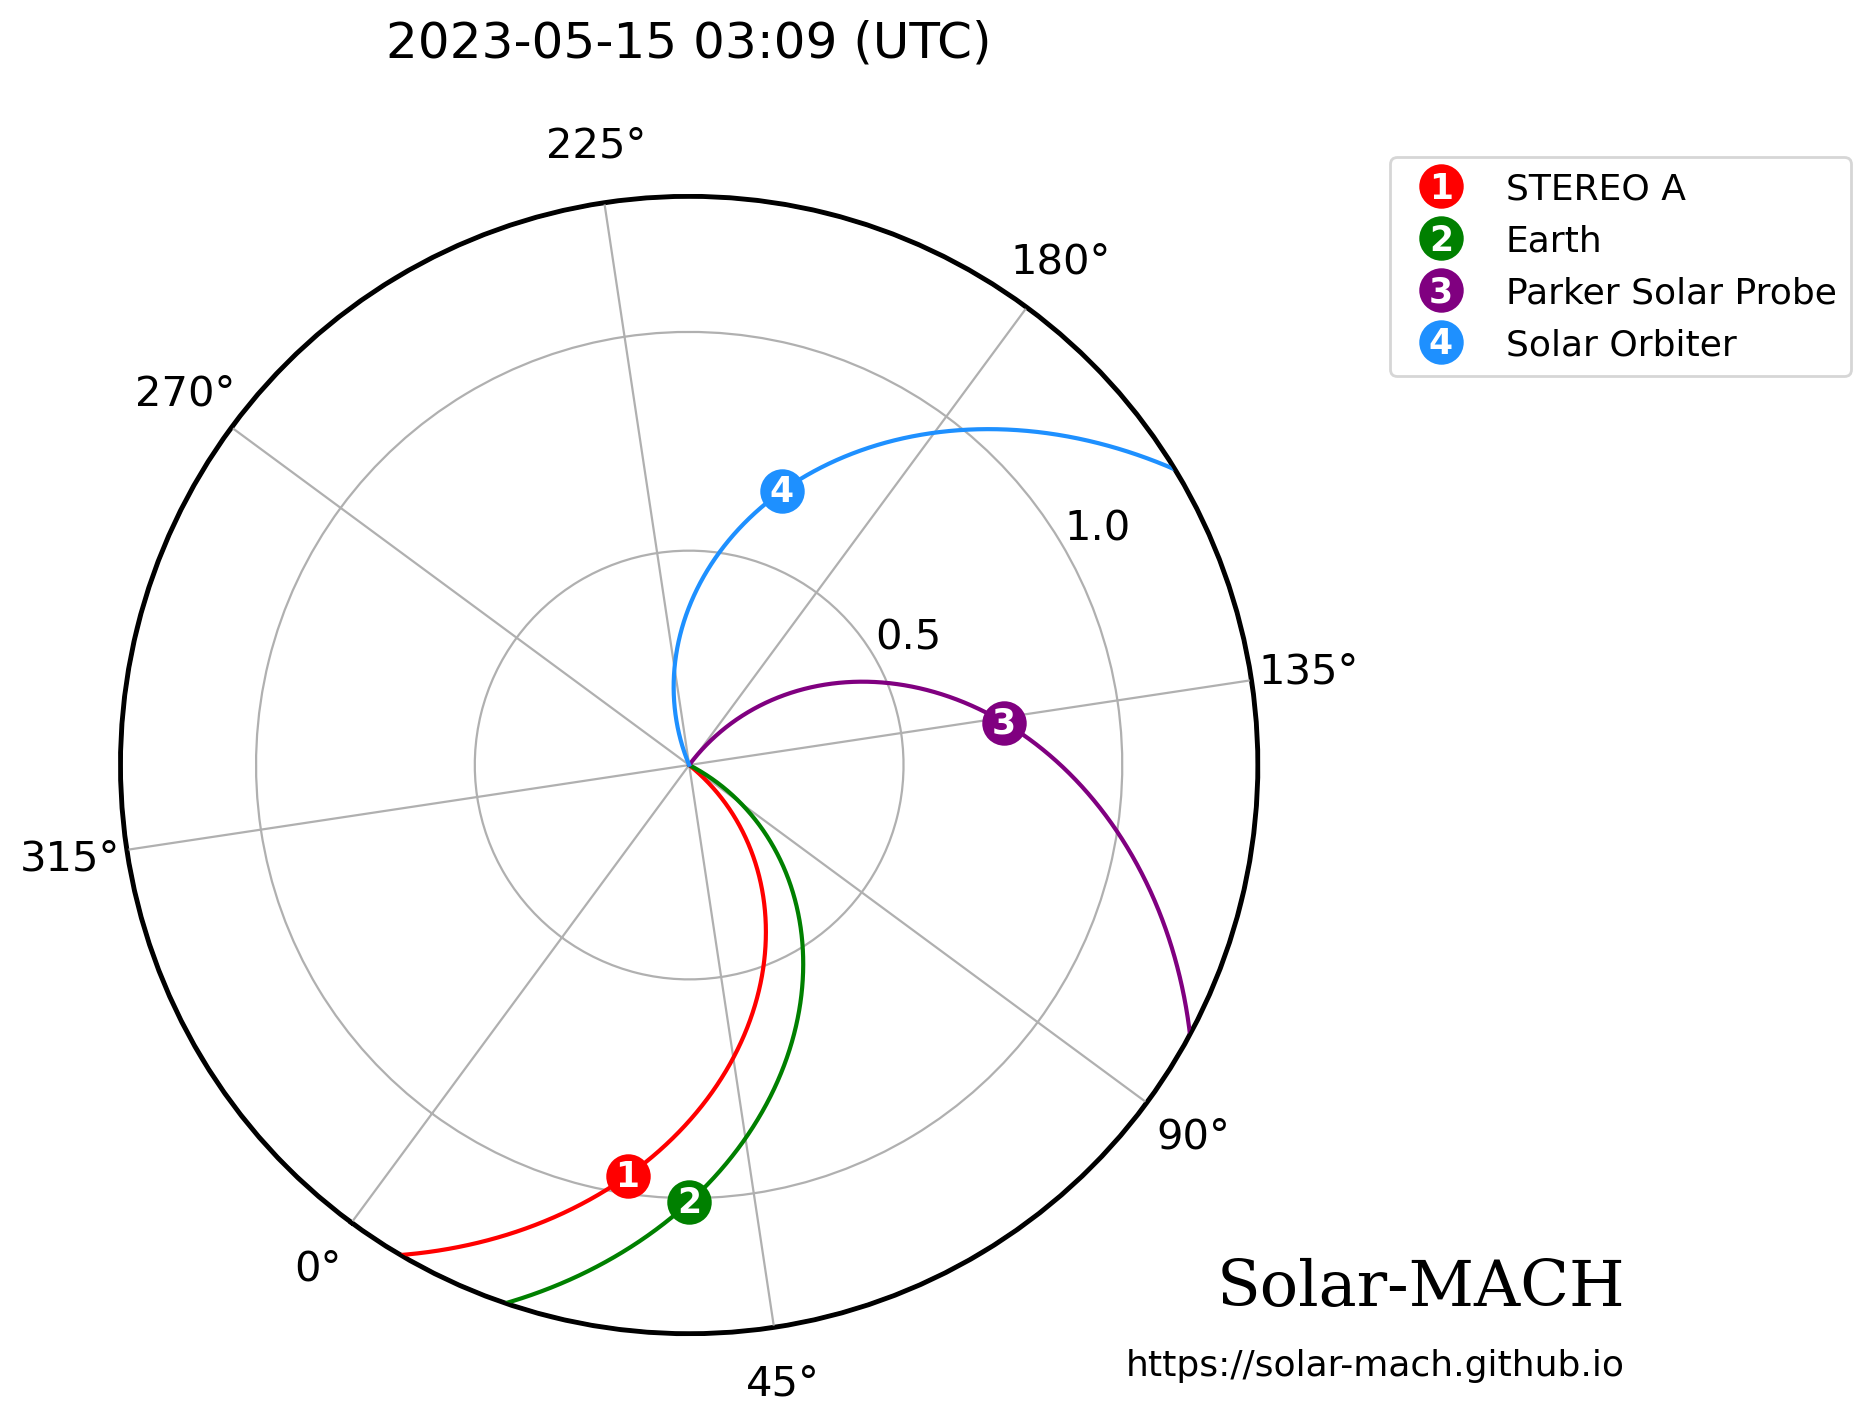 2023-05-15 03:09 (UTC)
225°
180°
270°
135°
315°
90°
0°
45°
1.0
0.5
4
3
1
2
1 STEREO A
2 Earth
3 Parker Solar Probe
4 Solar Orbiter
Solar-MACH
https://solar-mach.github.io